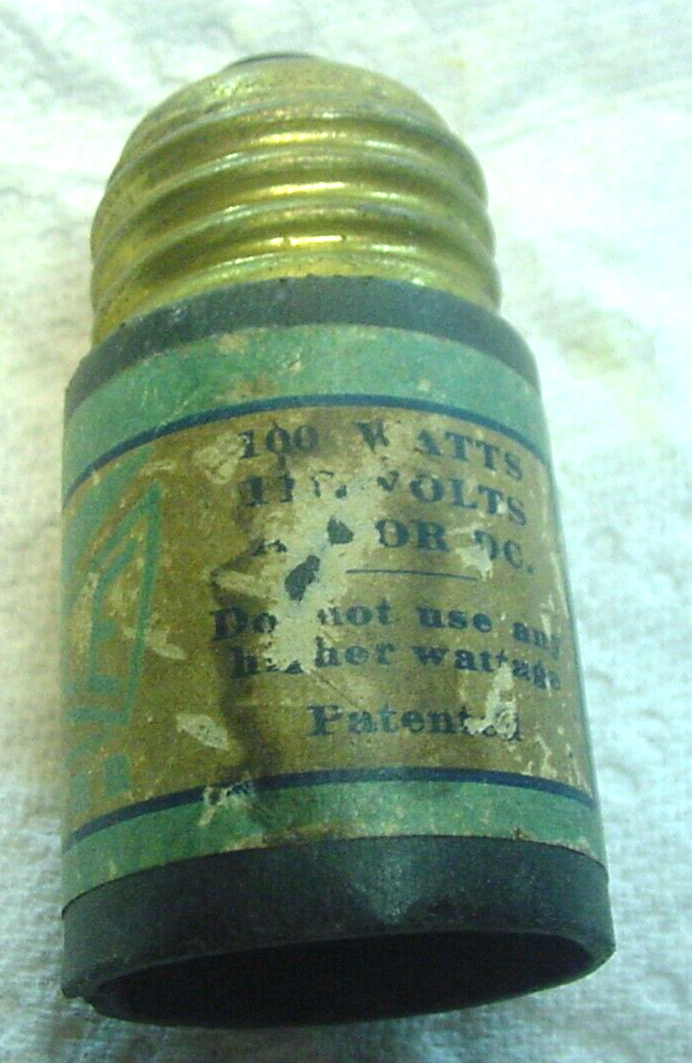 100 WATTS
VOLTS
OR DC.
Do not use any
higher wattage
Patented